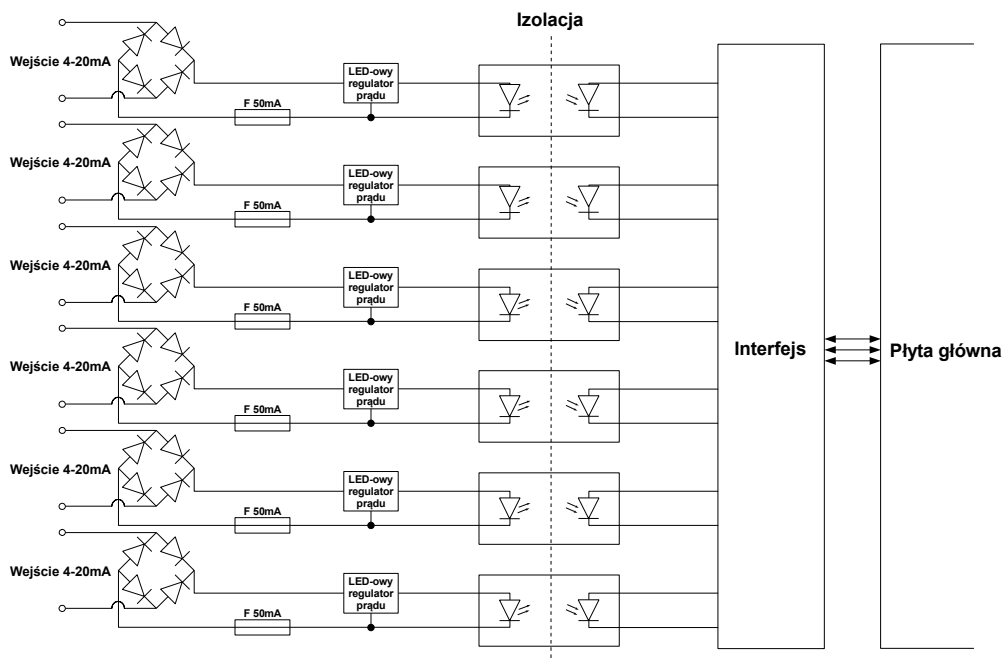 Izolacja
Wejście 4-20mA
LED-owy
regulator
prądu
F 50mA
Wejście 4-20mA
LED-owy
regulator
prądu
F 50mA
Wejście 4-20mA
LED-owy
regulator
prądu
F 50mA
Interfejs
Płyta główna
Wejście 4-20mA
LED-owy
regulator
prądu
F 50mA
Wejście 4-20mA
LED-owy
regulator
prądu
F 50mA
Wejście 4-20mA
LED-owy
regulator
prądu
F 50mA